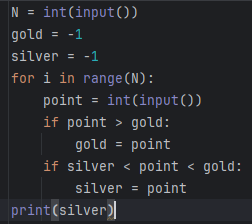 N = int(input())
gold = -1
silver = -1
for i in range(N):
    point = int(input())
    if point > gold:
        gold = point
    if silver < point < gold:
        silver = point
print(silver)